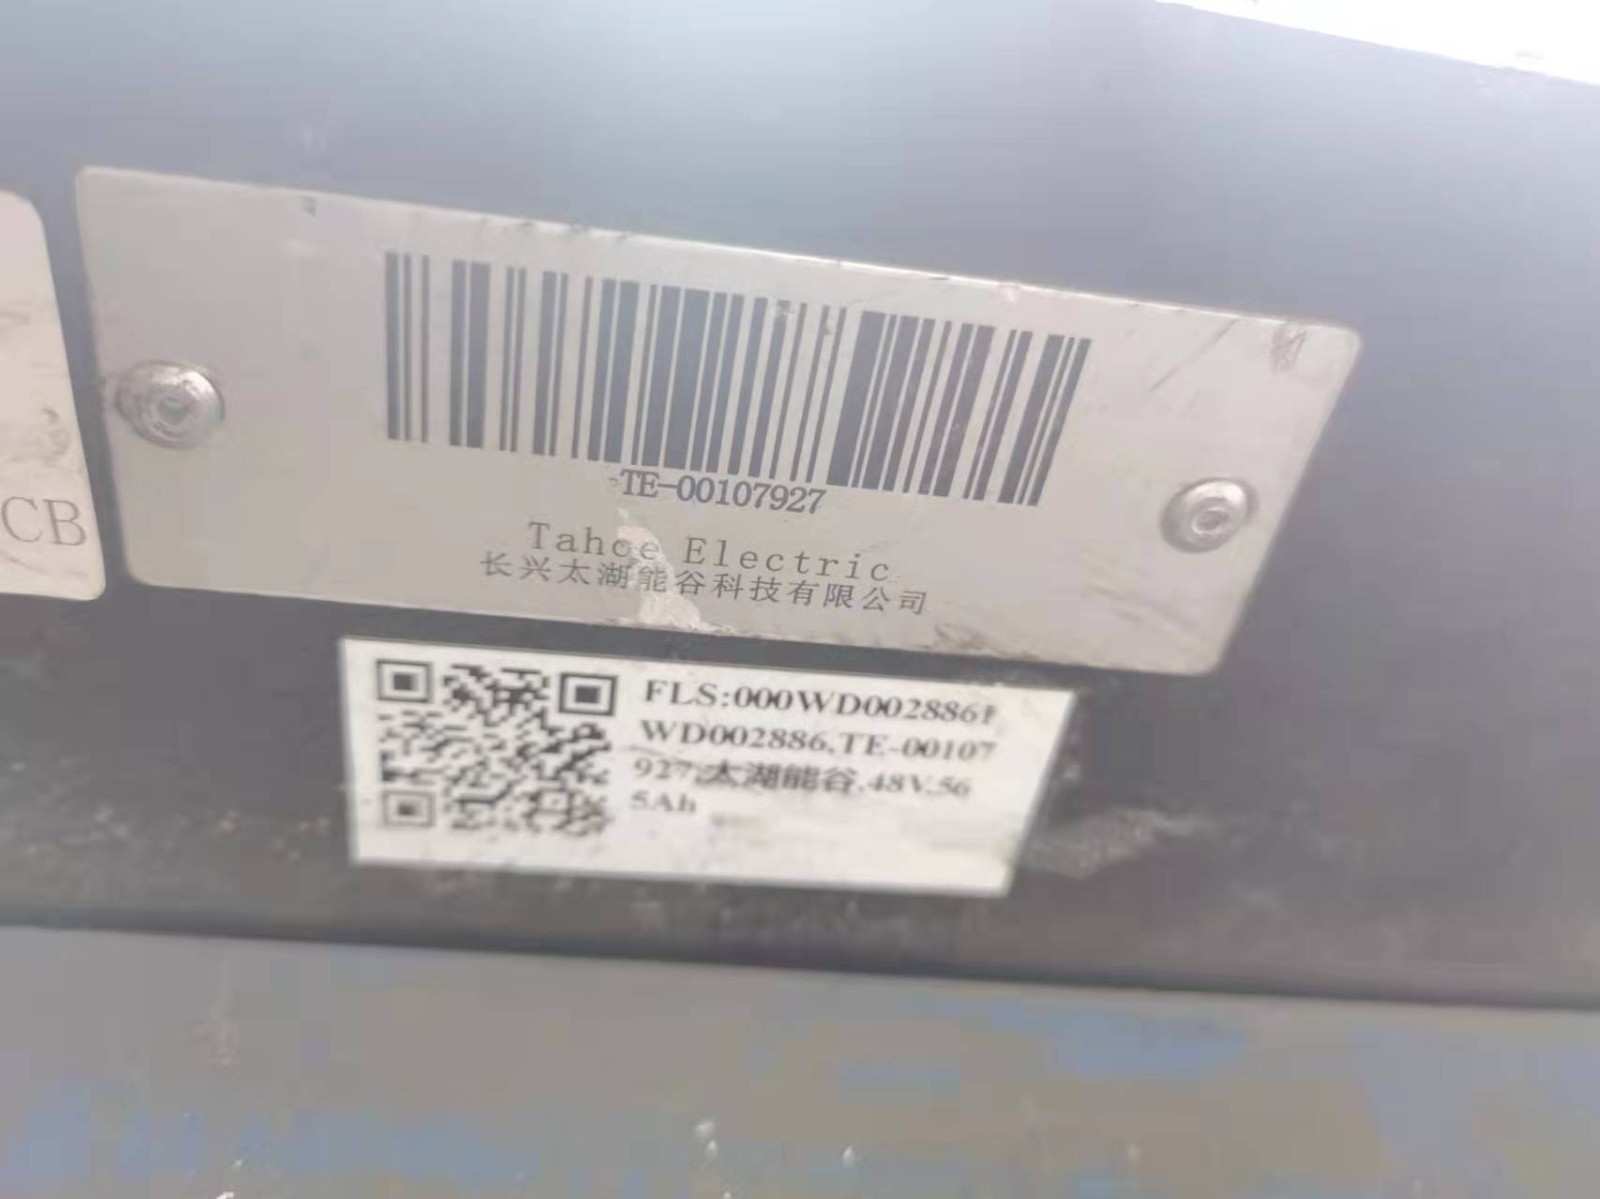 CB
TE-00107927
Tahoe Electric
长兴太湖能谷科技有限公司
FLS:000WD002886
WD002886,TE-00107
927,太湖能谷,48V,56
5Ah